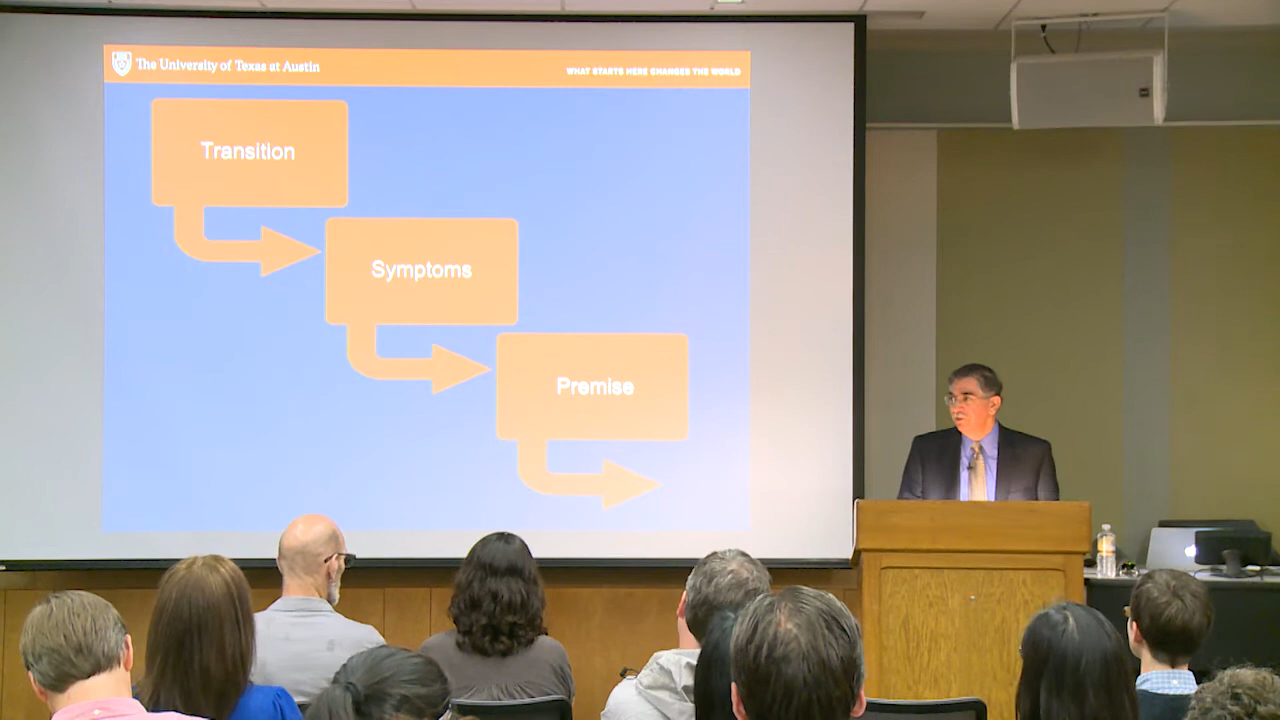 The University of Texas at Austin
WHAT STARTS HERE CHANGES THE WORLD
Transition
Symptoms
Premise